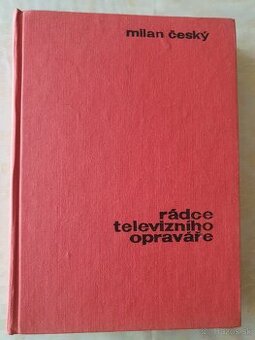 milan český
rádce
televizního
opraváře